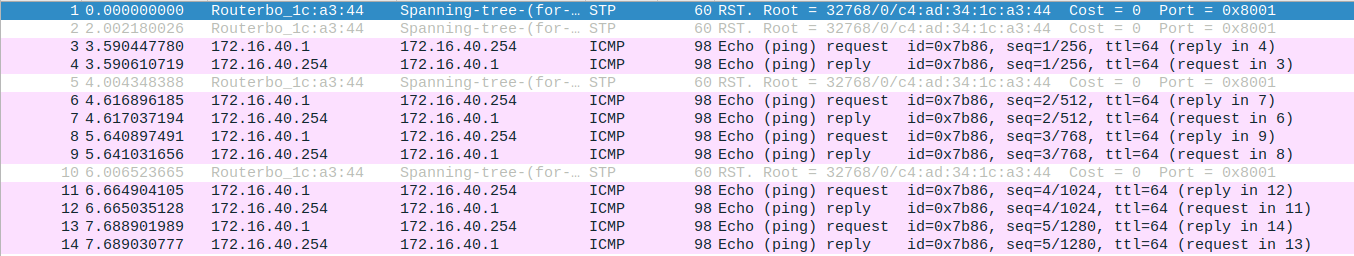 1 0.000000000 Routerbo_1c:a3:44 Spanning-tree-(for-… STP 60 RST. Root = 32768/0/c4:ad:34:1c:a3:44 Cost = 0 Port = 0x8001
2 2.002180026 Routerbo_1c:a3:44 Spanning-tree-(for-… STP 60 RST. Root = 32768/0/c4:ad:34:1c:a3:44 Cost = 0 Port = 0x8001
3 3.590447780 172.16.40.1 172.16.40.254 ICMP 98 Echo (ping) request id=0x7b86, seq=1/256, ttl=64 (reply in 4)
4 3.590610719 172.16.40.254 172.16.40.1 ICMP 98 Echo (ping) reply id=0x7b86, seq=1/256, ttl=64 (request in 3)
5 4.004348388 Routerbo_1c:a3:44 Spanning-tree-(for-… STP 60 RST. Root = 32768/0/c4:ad:34:1c:a3:44 Cost = 0 Port = 0x8001
6 4.616896185 172.16.40.1 172.16.40.254 ICMP 98 Echo (ping) request id=0x7b86, seq=2/512, ttl=64 (reply in 7)
7 4.617037194 172.16.40.254 172.16.40.1 ICMP 98 Echo (ping) reply id=0x7b86, seq=2/512, ttl=64 (request in 6)
8 5.640897491 172.16.40.1 172.16.40.254 ICMP 98 Echo (ping) request id=0x7b86, seq=3/768, ttl=64 (reply in 9)
9 5.641031656 172.16.40.254 172.16.40.1 ICMP 98 Echo (ping) reply id=0x7b86, seq=3/768, ttl=64 (request in 8)
10 6.006523665 Routerbo_1c:a3:44 Spanning-tree-(for-… STP 60 RST. Root = 32768/0/c4:ad:34:1c:a3:44 Cost = 0 Port = 0x8001
11 6.664904105 172.16.40.1 172.16.40.254 ICMP 98 Echo (ping) request id=0x7b86, seq=4/1024, ttl=64 (reply in 12)
12 6.665035128 172.16.40.254 172.16.40.1 ICMP 98 Echo (ping) reply id=0x7b86, seq=4/1024, ttl=64 (request in 11)
13 7.688901989 172.16.40.1 172.16.40.254 ICMP 98 Echo (ping) request id=0x7b86, seq=5/1280, ttl=64 (reply in 14)
14 7.689030777 172.16.40.254 172.16.40.1 ICMP 98 Echo (ping) reply id=0x7b86, seq=5/1280, ttl=64 (request in 13)